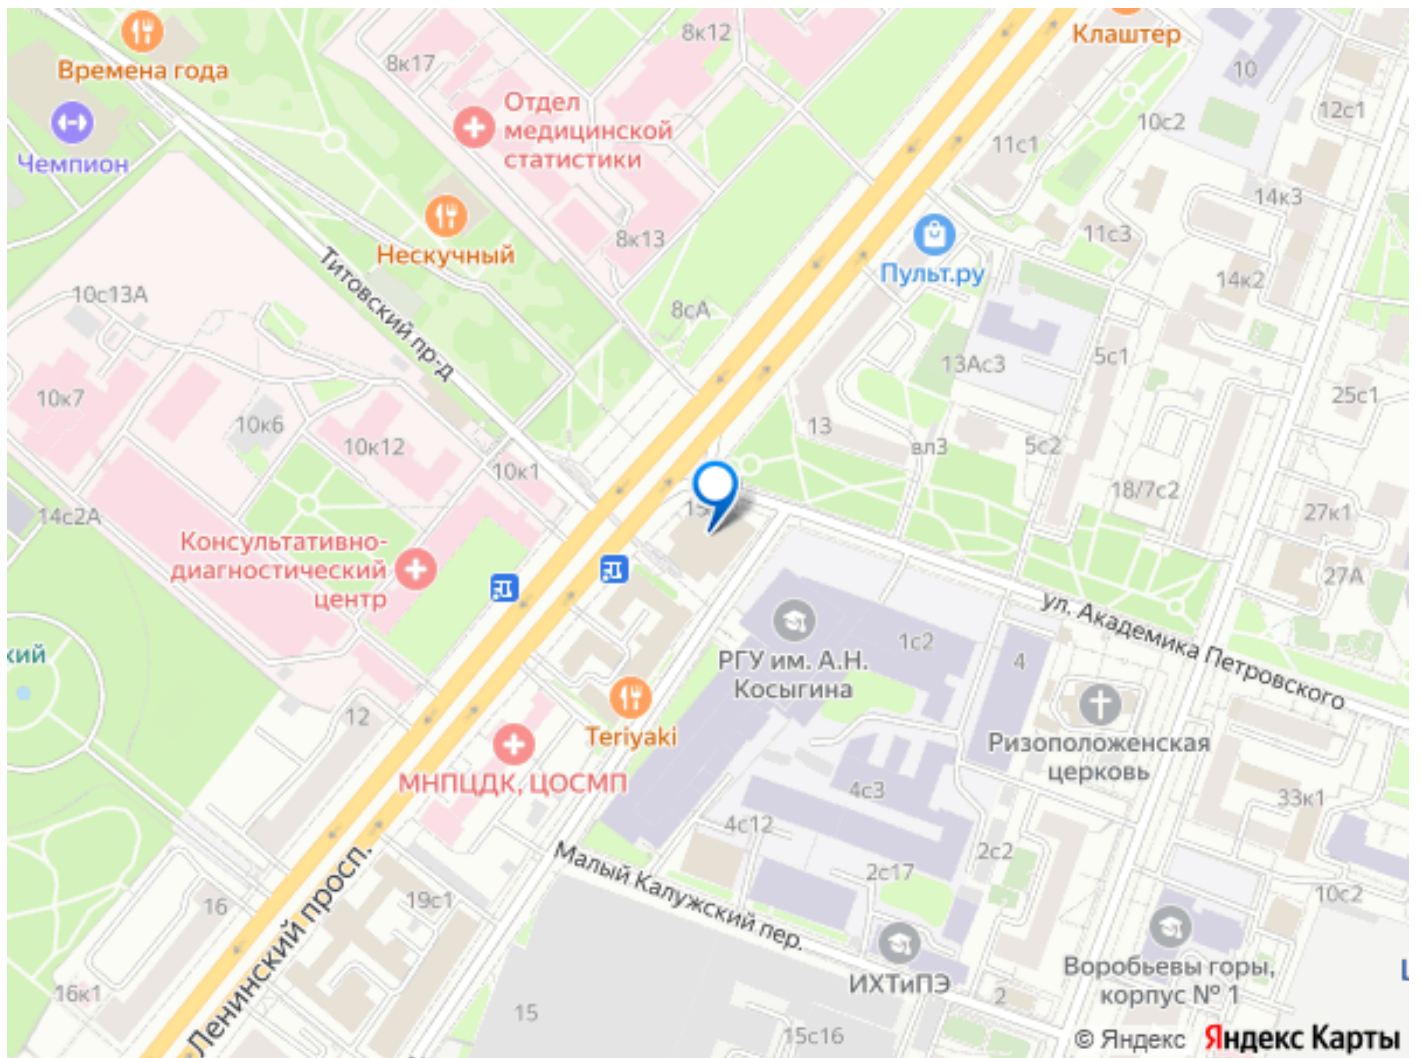 Клаштер
8к12
8к17
10
Времена года
12с1
Отдел
медицинской
статистики
10с2
11с1
Чемпион
14к3
8к13
11с3
Нескучный
Пульт.ру
14к2
Титовский пр-д
10с13А
8сА
5с1
13Ас3
10к7
25с1
10к6
13
10к12
вл3
5с2
10к1
18/7с2
14с2А
27к1
Консультативно-
диагностический
центр
27А
ул. Академика Петровского
1с2
кий
РГУ им. А.Н.
Косыгина
4
12
Teriyaki
Ризоположенская
церковь
МНПЦДК, ЦОСМП
4с3
33к1
4с12
Малый Калужский пер.
2с2
2с17
10с2
19с1
16
Ленинский просп.
Воробьевы горы,
корпус № 1
ИХТиПЭ
16к1
2
15
15с16
© Яндекс Яндекс Карты